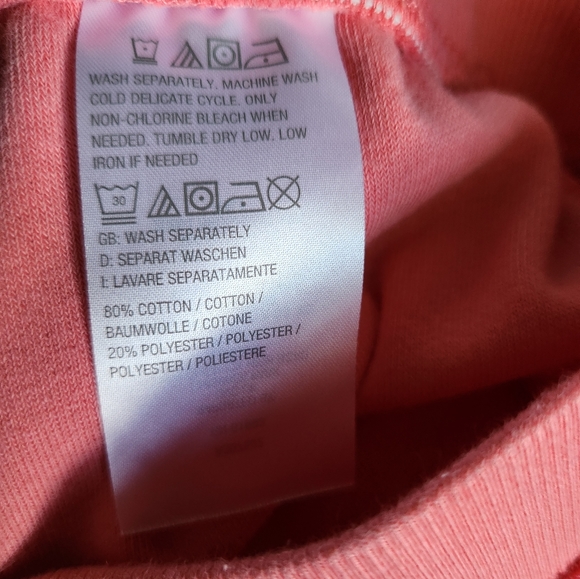 WASH SEPARATELY. MACHINE WASH
COLD DELICATE CYCLE. ONLY
NON-CHLORINE BLEACH WHEN
NEEDED. TUMBLE DRY LOW. LOW
IRON IF NEEDED
30
GB: WASH SEPARATELY
D: SEPARAT WASCHEN
I: LAVARE SEPARATAMENTE
80% COTTON / COTTON /
BAUMWOLLE / COTONE
20% POLYESTER / POLYESTER /
POLYESTER / POLIESTERE